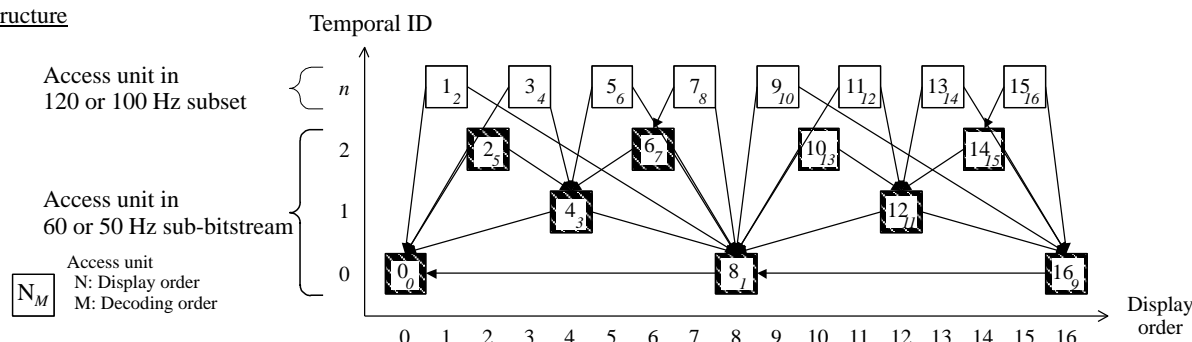 ructure
Temporal ID
Access unit in
120 or 100 Hz subset
n
1 2
3 4
5 6
7 8
9 10
11 12
13 14
15 16
2
2 5
6 7
10 13
14 15
Access unit in
60 or 50 Hz sub-bitstream
1
4 3
12 11
0
0 0
8 1
16 9
Access unit
N: Display order
M: Decoding order
N M
Display
order
0 1 2 3 4 5 6 7 8 9 10 11 12 13 14 15 16